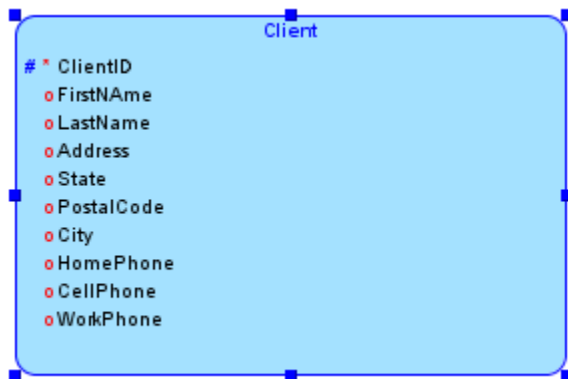 Client
# * ClientID
o FirstNAme
o LastName
o Address
o State
o PostalCode
o City
o HomePhone
o CellPhone
o WorkPhone